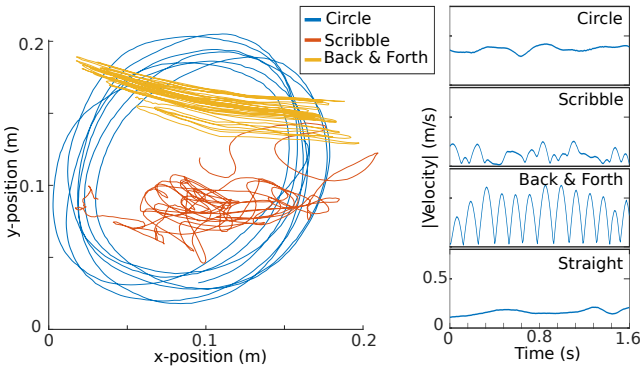 Circle
Scribble
Back & Forth
0.2
0.1
0
y-position (m)
0
0.1
0.2
x-position (m)
Circle
Scribble
Back & Forth
Straight
|Velocity| (m/s)
0.5
0
0
0.8
1.6
Time (s)